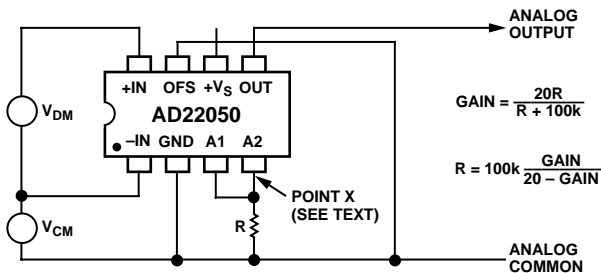 ANALOG
OUTPUT
+IN OFS +VS OUT
AD22050
–IN GND A1 A2
VDM
VCM
POINT X
(SEE TEXT)
R
GAIN = 20R / R + 100k
R = 100k GAIN / 20 – GAIN
ANALOG
COMMON